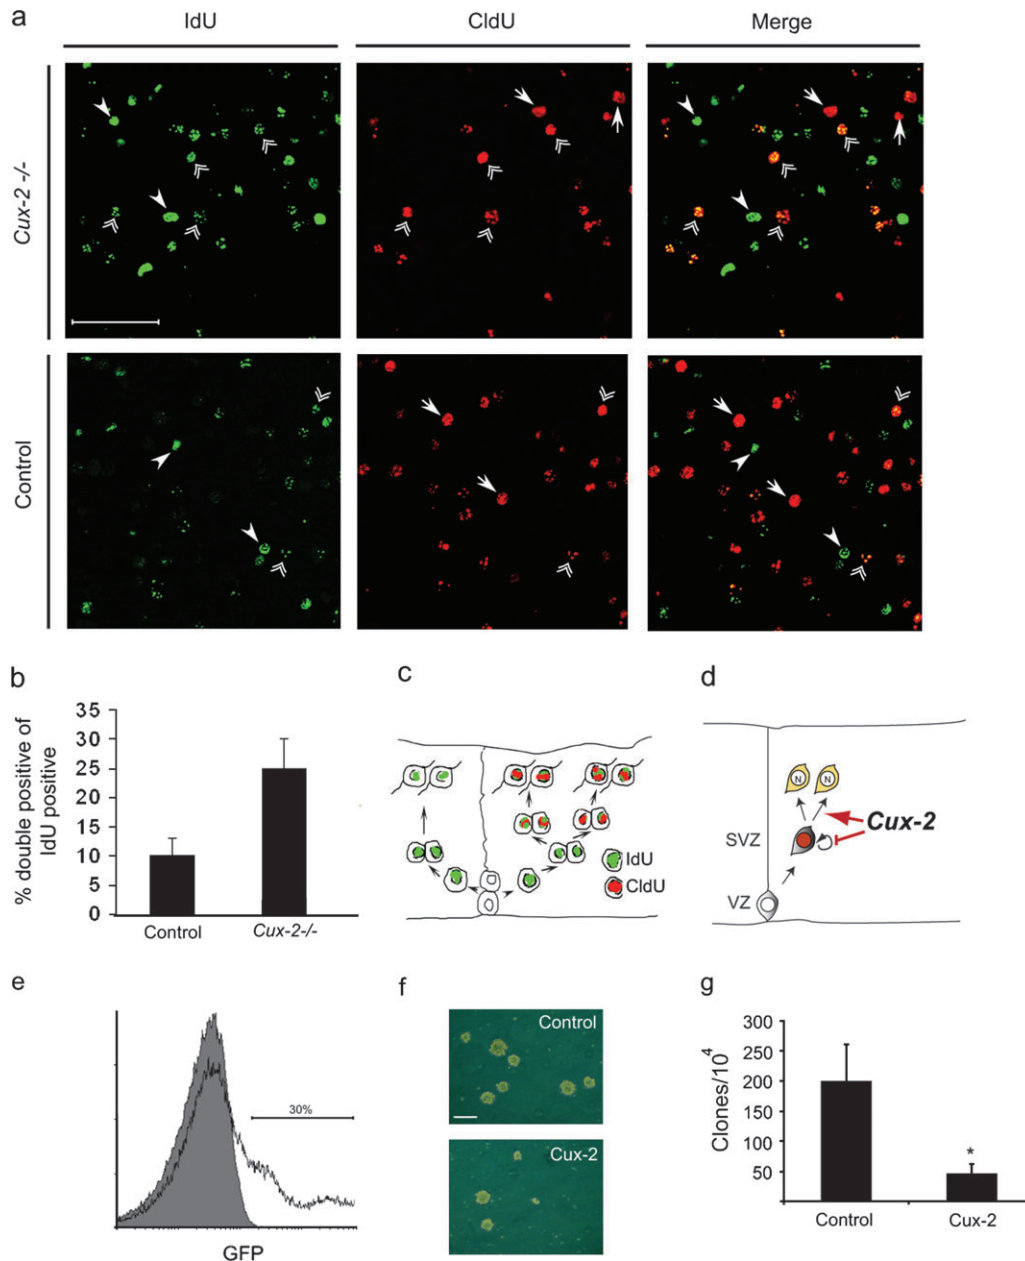 a
IdU
CldU
Merge
Cux-2 -/-
Control
b
% double positive of
IdU positive
35
30
25
20
15
10
5
0
Control
Cux-2-/-
c
IdU
CldU
d
N N
Cux-2
SVZ
VZ
e
30%
GFP
f
Control
Cux-2
g
Clones/10⁴
300
250
200
150
100
50
*
Control
Cux-2